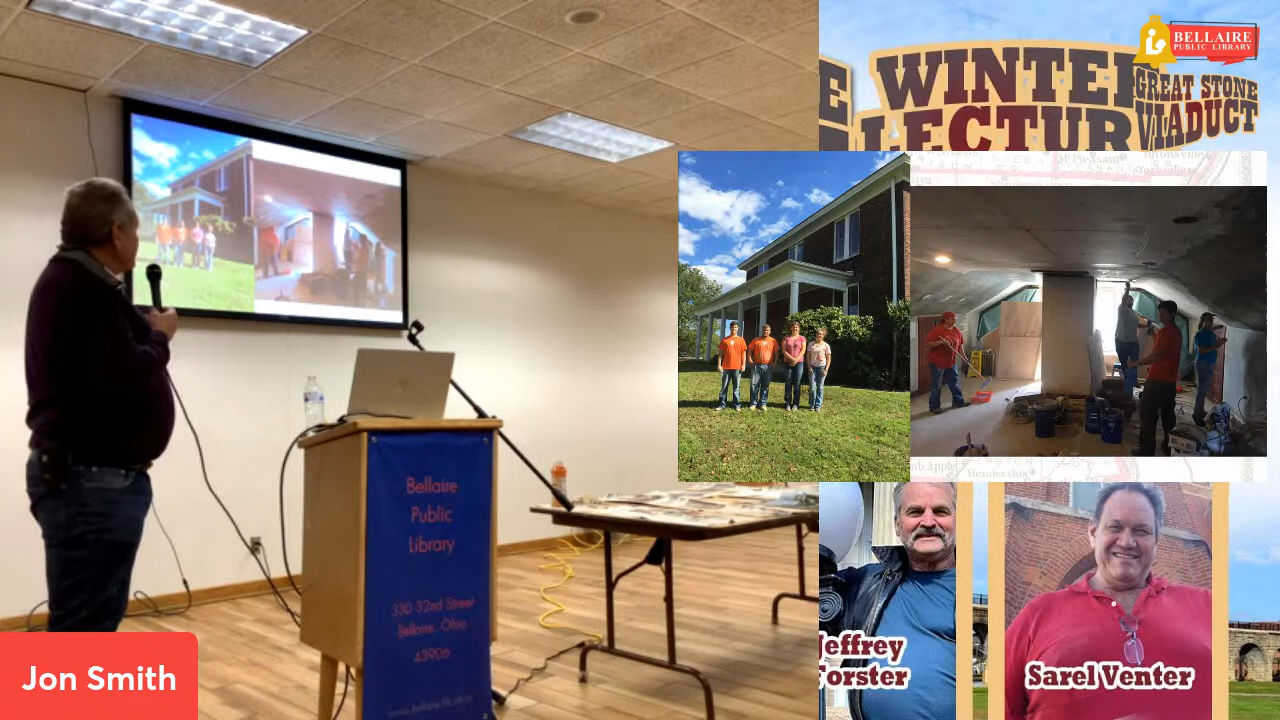 WINTER
LECTUR
GREAT STONE
VIADUCT
BELLAIRE
PUBLIC LIBRARY
Bellaire
Public
Library
330 32nd Street
Bellaire, Ohio
43906
Jeffrey
Forster
Sarel Venter
Jon Smith